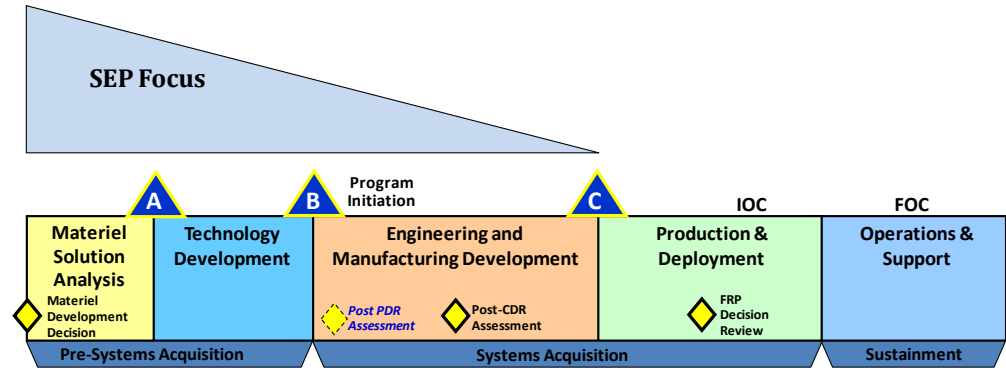 SEP Focus
A
B
Program
Initiation
C
IOC
FOC
Materiel
Solution
Analysis
Materiel
Development
Decision
Technology
Development
Engineering and
Manufacturing Development
Post PDR
Assessment
Post-CDR
Assessment
Production &
Deployment
FRP
Decision
Review
Operations &
Support
Pre-Systems Acquisition
Systems Acquisition
Sustainment